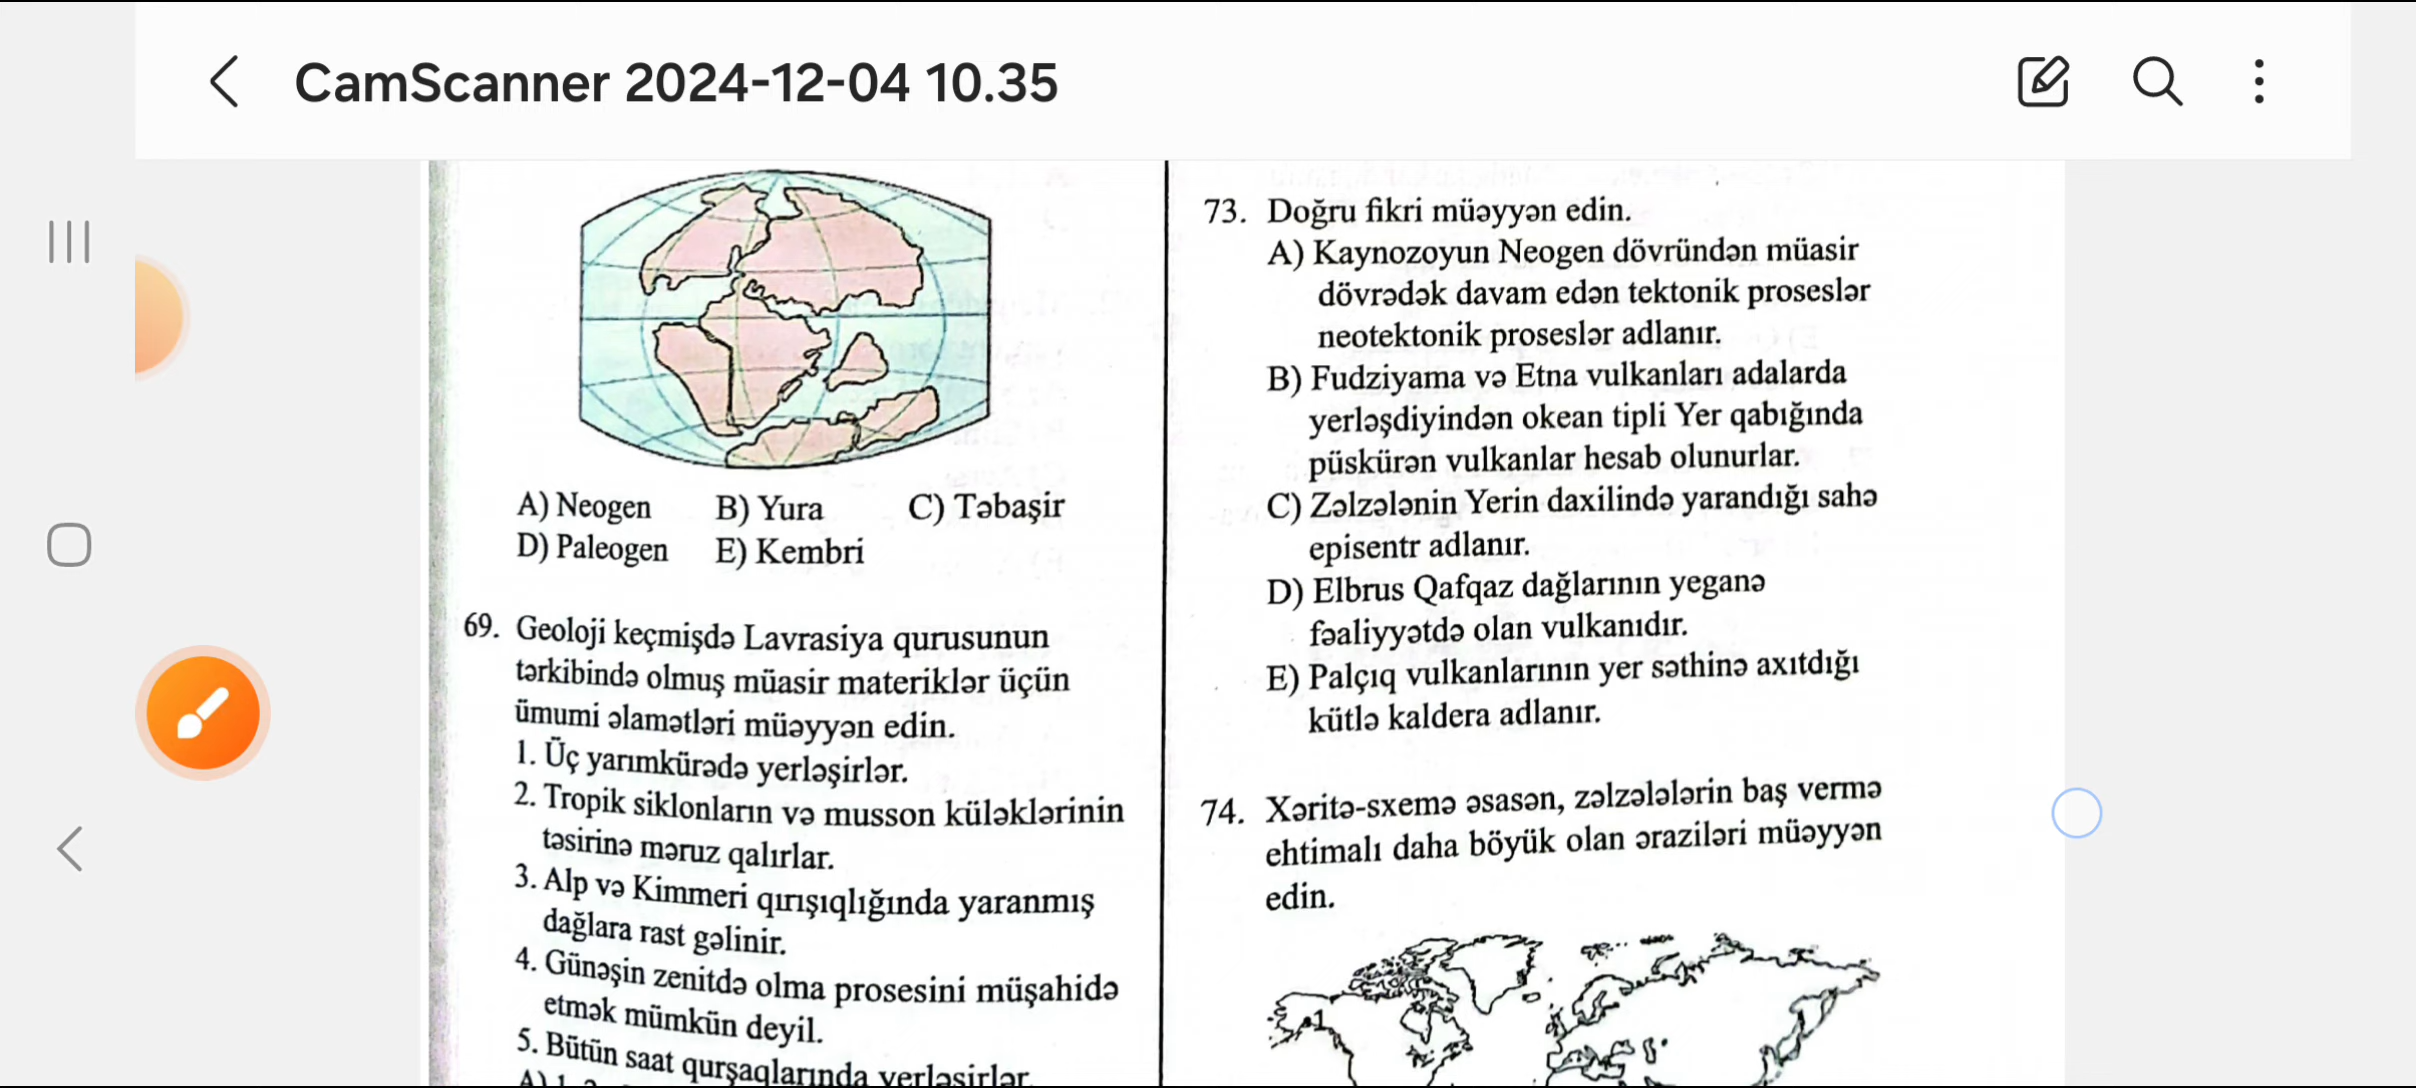 CamScanner 2024-12-04 10.35
A) Neogen B) Yura C) Təbaşir
D) Paleogen E) Kembri
69. Geoloji keçmişdə Lavrasiya qurusunun
tərkibində olmuş müasir materiklər üçün
ümumi əlamətləri müəyyən edin.
1. Üç yarımkürədə yerləşirlər.
2. Tropik siklonların və musson küləklərinin
təsirinə məruz qalırlar.
3. Alp və Kimmeri qırışıqlığında yaranmış
dağlara rast gəlinir.
4. Günəşin zenitdə olma prosesini müşahidə
etmək mümkün deyil.
5. Bütün saat qurşaqlarında yerləşirlər.
73. Doğru fikri müəyyən edin.
A) Kaynozoyun Neogen dövründən müasir
dövrədək davam edən tektonik proseslər
neotektonik proseslər adlanır.
B) Fudziyama və Etna vulkanları adalarda
yerləşdiyindən okean tipli Yer qabığında
püskürən vulkanlar hesab olunurlar.
C) Zəlzələnin Yerin daxilində yarandığı sahə
episentr adlanır.
D) Elbrus Qafqaz dağlarının yeganə
fəaliyyətdə olan vulkanıdır.
E) Palçıq vulkanlarının yer səthinə axıtdığı
kütlə kaldera adlanır.
74. Xəritə-sxemə əsasən, zəlzələlərin baş vermə
ehtimalı daha böyük olan əraziləri müəyyən
edin.
1